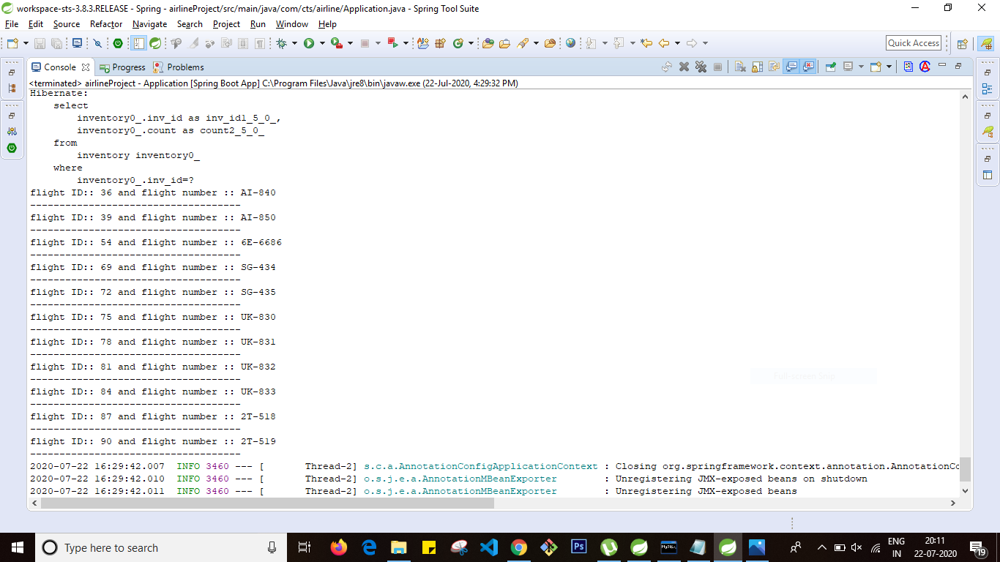 workspace-sts-3.8.3.RELEASE - Spring - airlineProject/src/main/java/com/cts/airline/Application.java - Spring Tool Suite
File Edit Source Refactor Navigate Search Project Run Window Help
Quick Access
Console Progress Problems
<terminated> airlineProject - Application [Spring Boot App] C:\Program Files\Java\jre8\bin\javaw.exe (22-Jul-2020, 4:29:32 PM)
Hibernate:
    select
        inventory0_.inv_id as inv_id1_5_0_,
        inventory0_.count as count2_5_0_
    from
        inventory inventory0_
    where
        inventory0_.inv_id=?
flight ID:: 36 and flight number :: AI-840
------------------------------------
flight ID:: 39 and flight number :: AI-850
------------------------------------
flight ID:: 54 and flight number :: 6E-6686
------------------------------------
flight ID:: 69 and flight number :: SG-434
------------------------------------
flight ID:: 72 and flight number :: SG-435
------------------------------------
flight ID:: 75 and flight number :: UK-830
------------------------------------
flight ID:: 78 and flight number :: UK-831
------------------------------------
flight ID:: 81 and flight number :: UK-832
------------------------------------
Full-screen Snip
flight ID:: 84 and flight number :: UK-833
------------------------------------
flight ID:: 87 and flight number :: 2T-518
------------------------------------
flight ID:: 90 and flight number :: 2T-519
------------------------------------
2020-07-22 16:29:42.007  INFO 3460 --- [       Thread-2] s.c.a.AnnotationConfigApplicationContext : Closing org.springframework.context.annotation.AnnotationCo
2020-07-22 16:29:42.010  INFO 3460 --- [       Thread-2] o.s.j.e.a.AnnotationMBeanExporter        : Unregistering JMX-exposed beans on shutdown
2020-07-22 16:29:42.011  INFO 3460 --- [       Thread-2] o.s.j.e.a.AnnotationMBeanExporter        : Unregistering JMX-exposed beans
Type here to search
Ps
MySQL
ENG
IN
20:11
22-07-2020
19